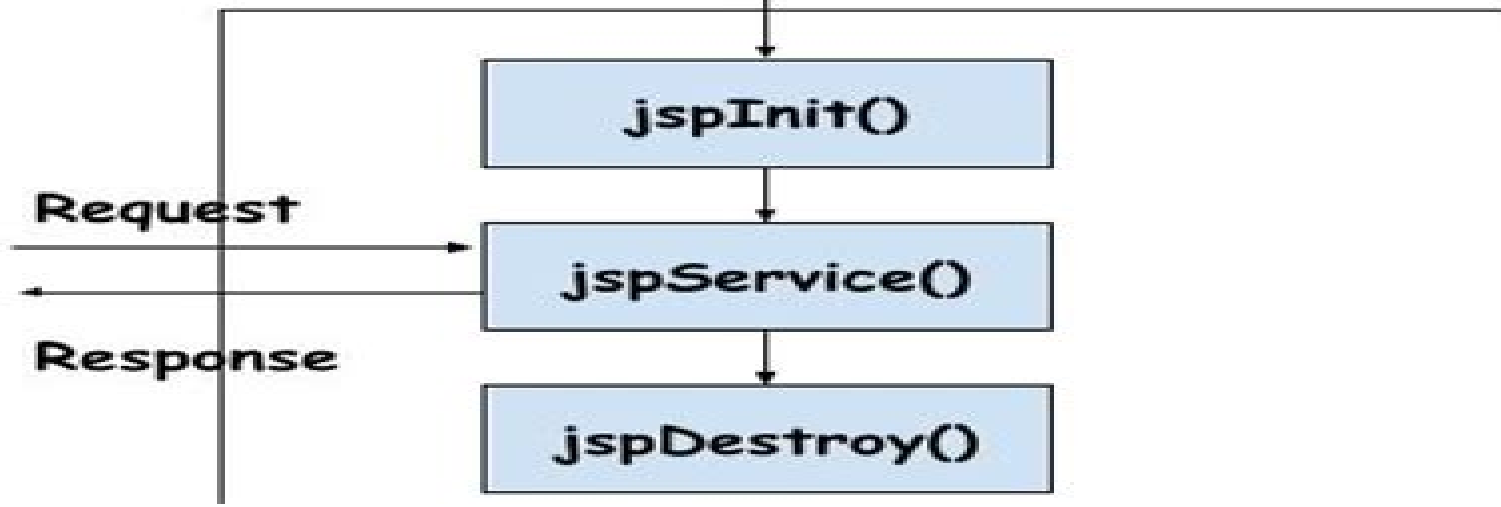 jspInit()
Request
jspService()
Response
jspDestroy()